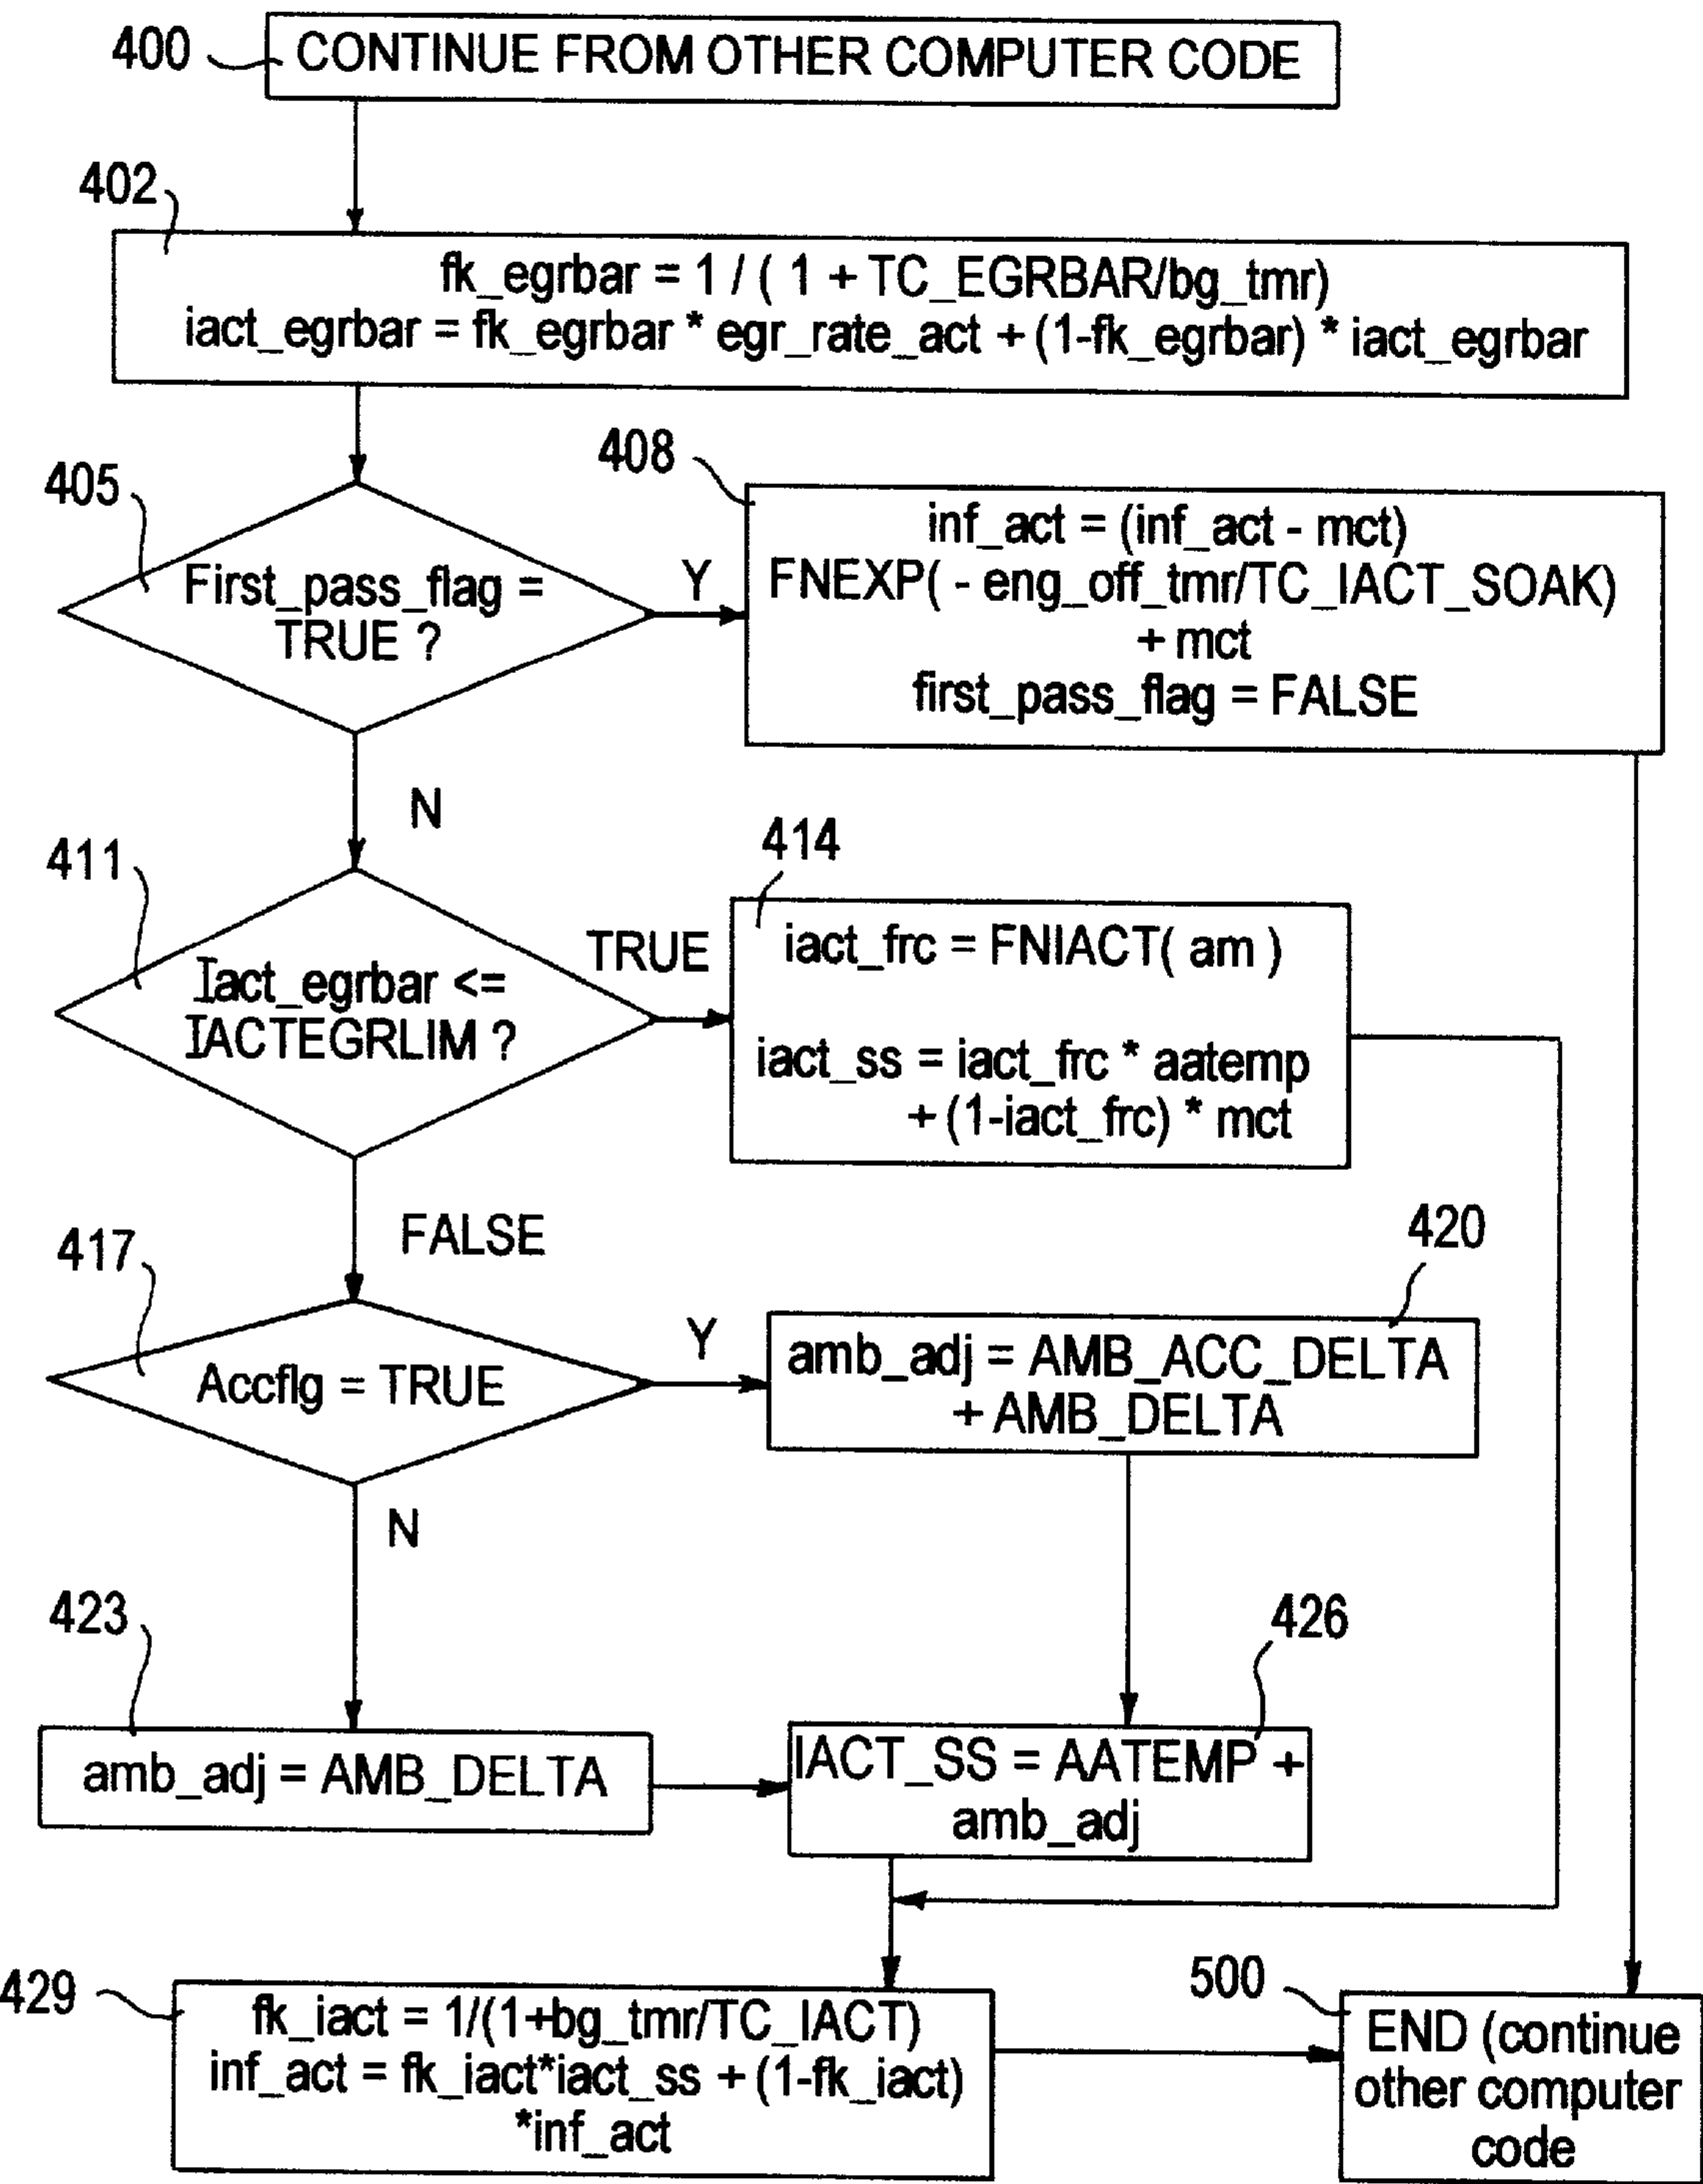 400
CONTINUE FROM OTHER COMPUTER CODE
402
fk_egrbar = 1 / ( 1 + TC_EGRBAR/bg_tmr)
iact_egrbar = fk_egrbar * egr_rate_act + (1-fk_egrbar) * iact_egrbar
405
First_pass_flag =
TRUE ?
Y
408
inf_act = (inf_act - mct)
FNEXP( - eng_off_tmr/TC_IACT_SOAK)
+ mct
first_pass_flag = FALSE
N
411
Iact_egrbar <=
IACTEGRLIM ?
TRUE
414
iact_frc = FNIACT( am )
iact_ss = iact_frc * aatemp
+ (1-iact_frc) * mct
FALSE
417
Accflg = TRUE
Y
420
amb_adj = AMB_ACC_DELTA
+ AMB_DELTA
N
423
amb_adj = AMB_DELTA
426
IACT_SS = AATEMP +
amb_adj
429
fk_iact = 1/(1+bg_tmr/TC_IACT)
inf_act = fk_iact*iact_ss + (1-fk_iact)
*inf_act
500
END (continue
other computer
code